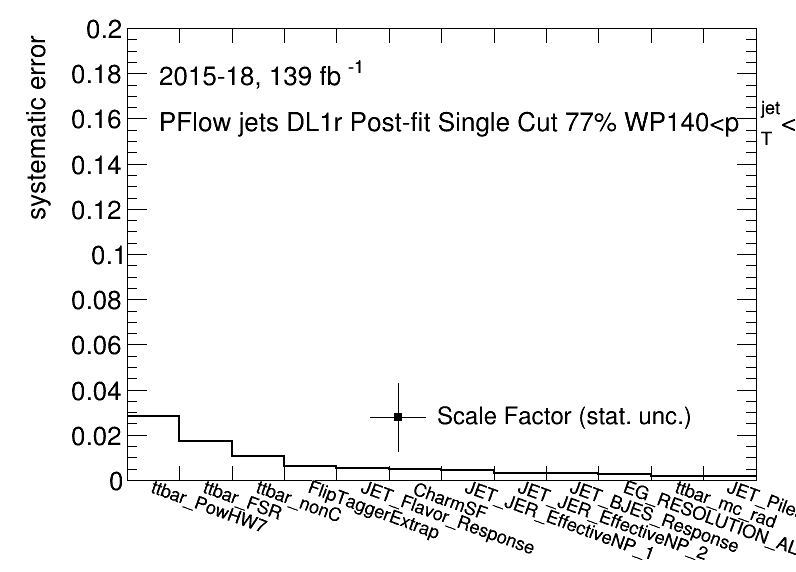 systematic error
0.2
0.18
0.16
0.14
0.12
0.1
0.08
0.06
0.04
0.02
0
2015-18, 139 fb -1
PFlow jets DL1r Post-fit Single Cut 77% WP140<p jet T <
Scale Factor (stat. unc.)
ttbar_PowHW7
ttbar_FSR
ttbar_nonC
FlipTaggerExtrap
JET_Flavor_Response
CharmSF
JET_JER_EffectiveNP_1
JET_JER_EffectiveNP_2
JET_BJES_Response
EG_RESOLUTION_AL
ttbar_mc_rad
JET_Pile